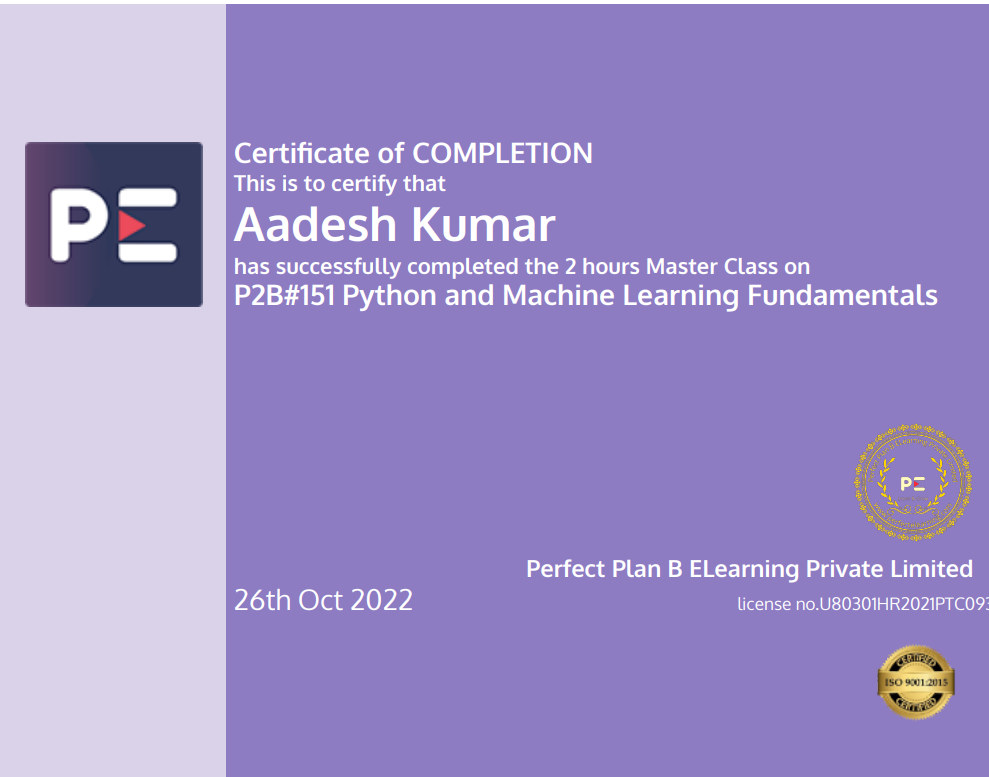 PE
Certificate of COMPLETION
This is to certify that
Aadesh Kumar
has successfully completed the 2 hours Master Class on
P2B#151 Python and Machine Learning Fundamentals
PE
Perfect Plan B ELearning Private Limited
26th Oct 2022
license no.U80301HR2021PTC093
CERTIFIED
ISO 9001:2015
CERTIFIED